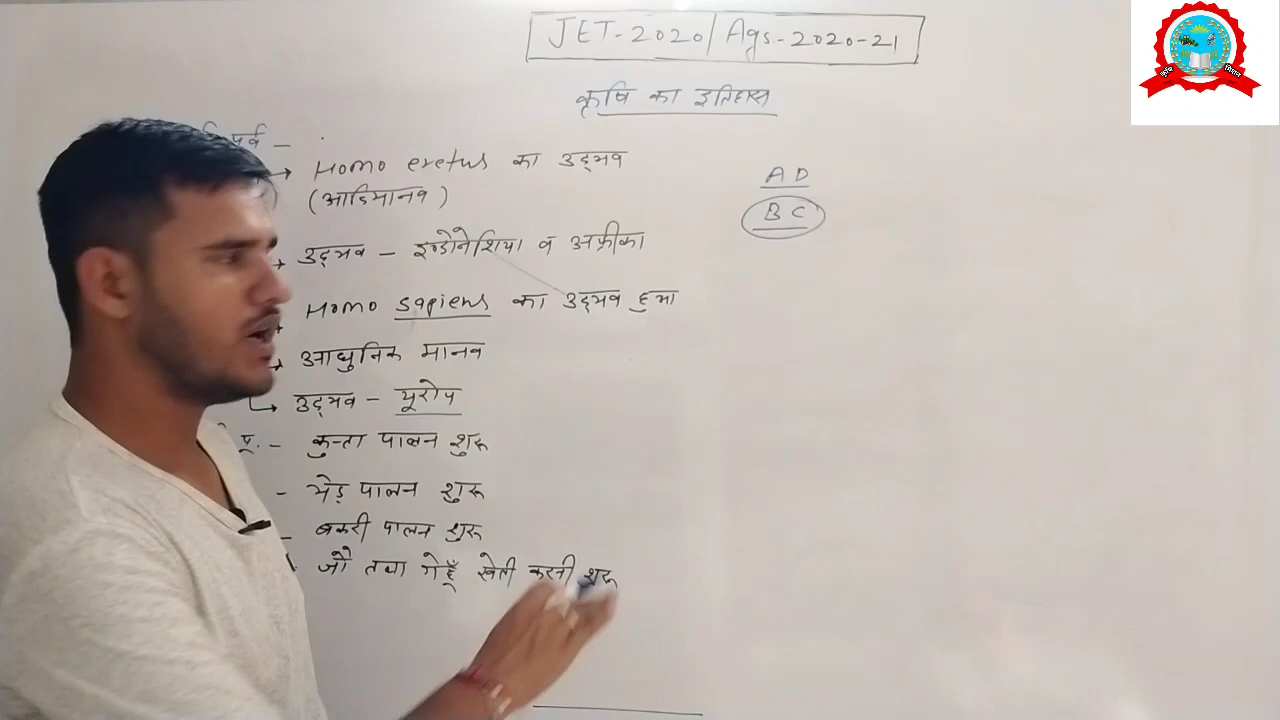 JET-2020/Ags.-2020-21
कृषि का इतिहास
पूर्व -
→ Homo eretus का उद्भव
(आदिमानव)
→ उद्भव - इण्डोनेशिया व अफ्रीका
→ Homo sapiens का उद्भव हुआ
→ आधुनिक मानव
→ उद्भव - यूरोप
पू. - कुत्ता पालन शुरू
- भेड़ पालन शुरू
- बकरी पालन शुरू
जौ तथा गेहूँ खेती करनी शुरू
AD
BC
कृषि